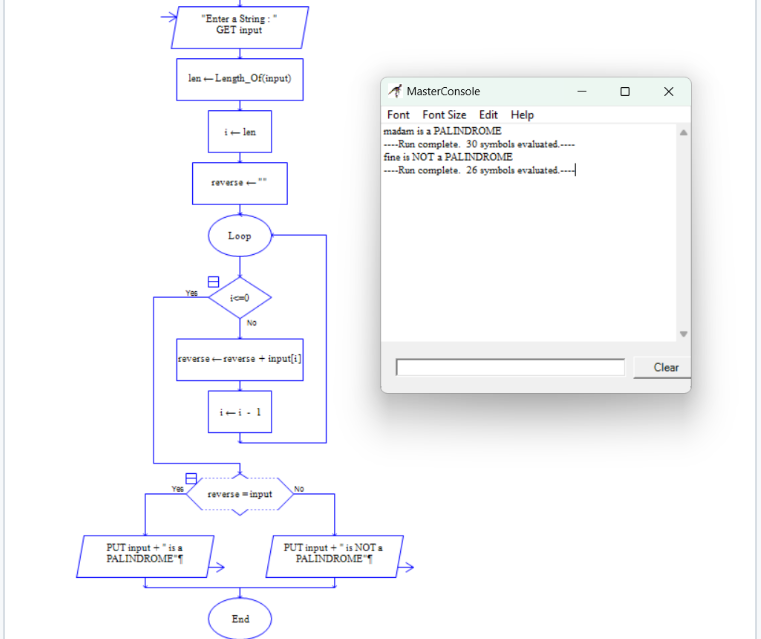 "Enter a String : "
GET input
len ← Length_Of(input)
i ← len
reverse ← ""
Loop
Yes
i<=0
No
reverse ← reverse + input[i]
i ← i - 1
Yes
reverse = input
No
PUT input + " is a
PALINDROME"¶
PUT input + " is NOT a
PALINDROME"¶
End
MasterConsole
Font Font Size Edit Help
madam is a PALINDROME
----Run complete. 30 symbols evaluated.----
fine is NOT a PALINDROME
----Run complete. 26 symbols evaluated.----
Clear